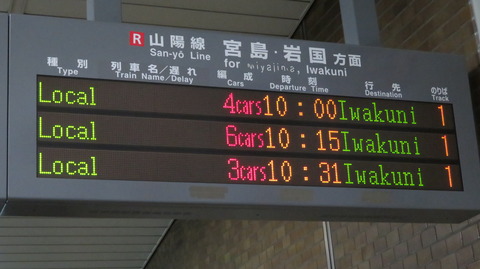 R 山陽線 宮島・岩国 方面
San-yō Line for Miyajima, Iwakuni
種別 列車名/遅れ 編成 時刻 行先 のりば
Type Train Name/Delay Cars Departure Time Destination Track
Local 4cars 10:00 Iwakuni 1
Local 6cars 10:15 Iwakuni 1
Local 3cars 10:31 Iwakuni 1